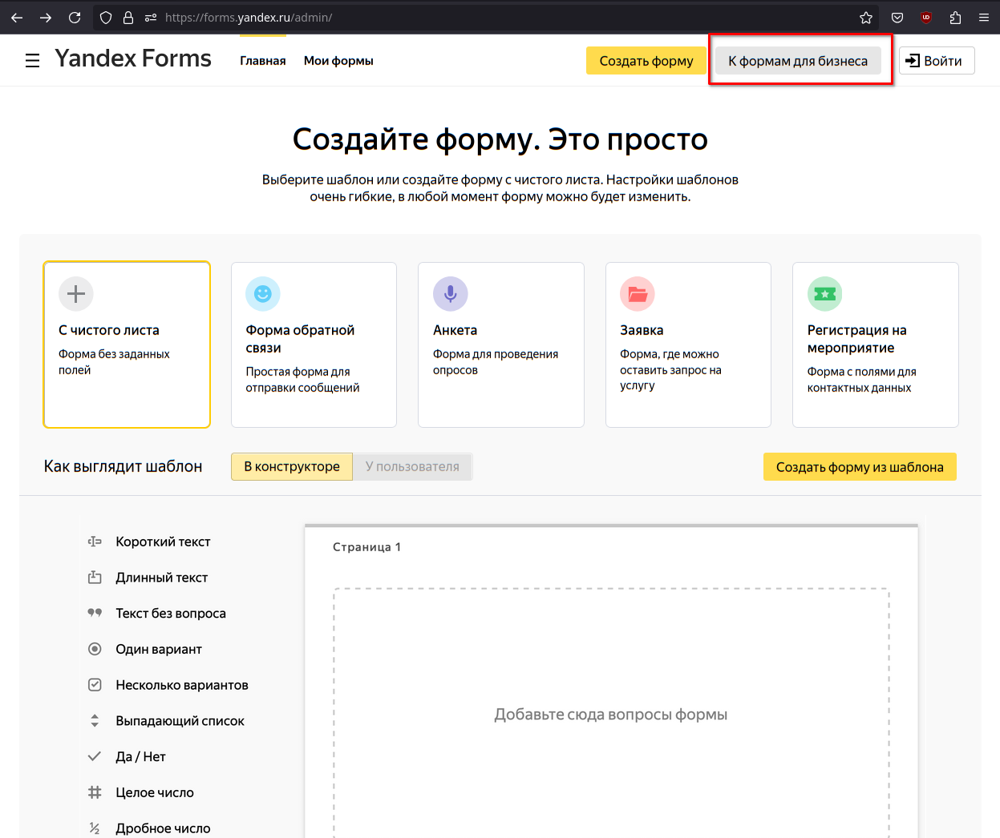 https://forms.yandex.ru/admin/
Yandex Forms
Главная
Мои формы
Создать форму
К формам для бизнеса
Войти
Создайте форму. Это просто
Выберите шаблон или создайте форму с чистого листа. Настройки шаблонов
очень гибкие, в любой момент форму можно будет изменить.
С чистого листа
Форма без заданных
полей
Форма обратной
связи
Простая форма для
отправки сообщений
Анкета
Форма для проведения
опросов
Заявка
Форма, где можно
оставить запрос на
услугу
Регистрация на
мероприятие
Форма с полями для
контактных данных
Как выглядит шаблон
В конструкторе
У пользователя
Создать форму из шаблона
Короткий текст
Длинный текст
Текст без вопроса
Один вариант
Несколько вариантов
Выпадающий список
Да / Нет
Целое число
½
Дробное число
Страница 1
Добавьте сюда вопросы формы